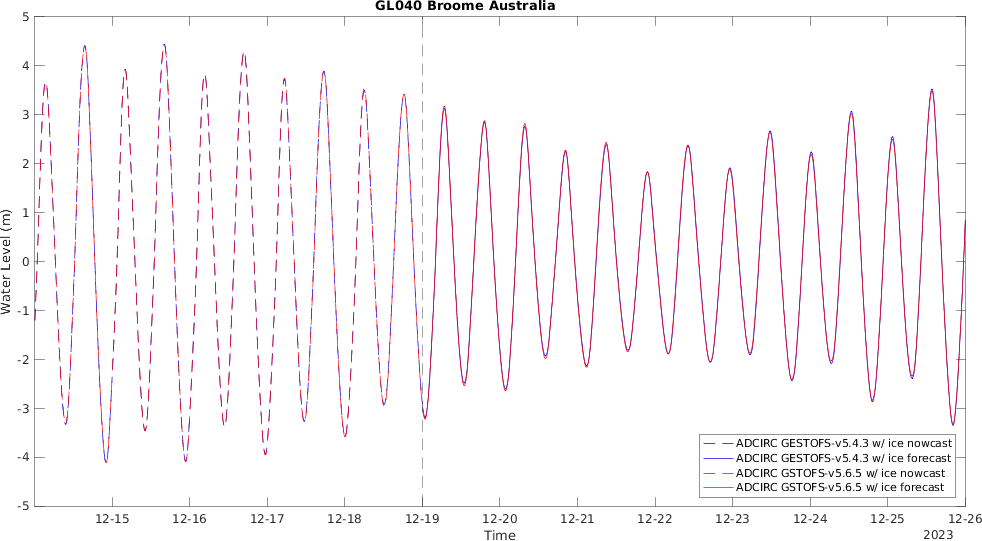 GL040 Broome Australia
5
4
3
2
1
0
-1
-2
-3
-4
-5
Water Level (m)
ADCIRC GESTOFS-v5.4.3 w/ ice nowcast
ADCIRC GESTOFS-v5.4.3 w/ ice forecast
ADCIRC GSTOFS-v5.6.5 w/ ice nowcast
ADCIRC GSTOFS-v5.6.5 w/ ice forecast
12-15 12-16 12-17 12-18 12-19 12-20 12-21 12-22 12-23 12-24 12-25 12-26
Time
2023